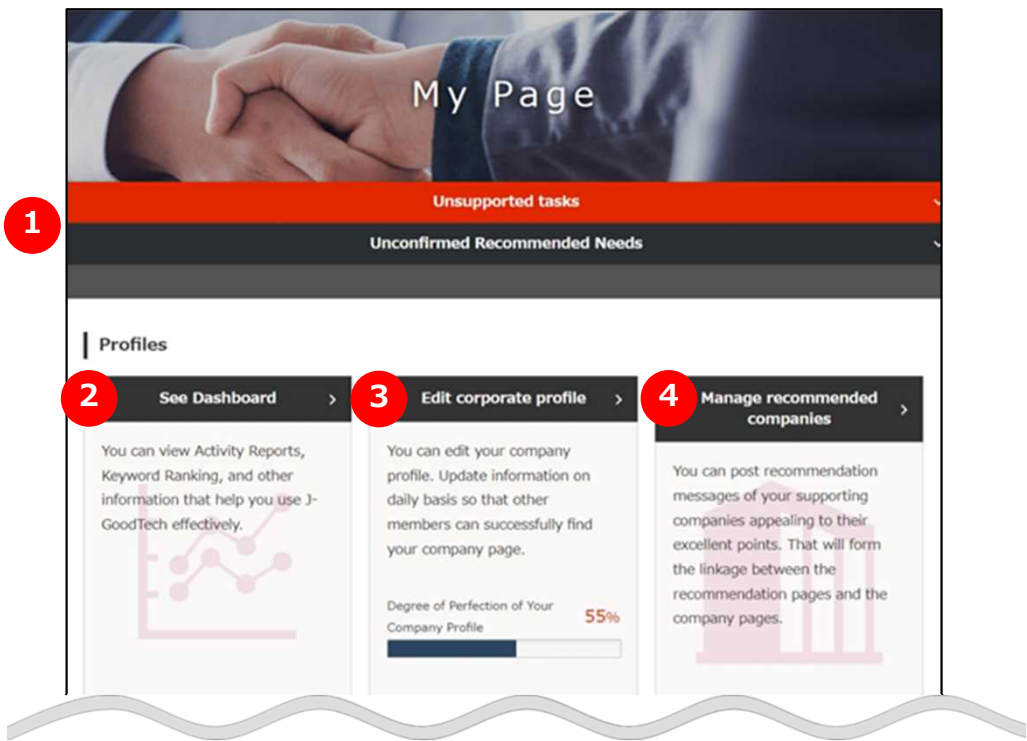 My Page
1
Unsupported tasks
Unconfirmed Recommended Needs
Profiles
2
See Dashboard
You can view Activity Reports,
Keyword Ranking, and other
information that help you use J-
GoodTech effectively.
3
Edit corporate profile
You can edit your company
profile. Update information on
daily basis so that other
members can successfully find
your company page.
Degree of Perfection of Your
Company Profile
55%
4
Manage recommended
companies
You can post recommendation
messages of your supporting
companies appealing to their
excellent points. That will form
the linkage between the
recommendation pages and the
company pages.